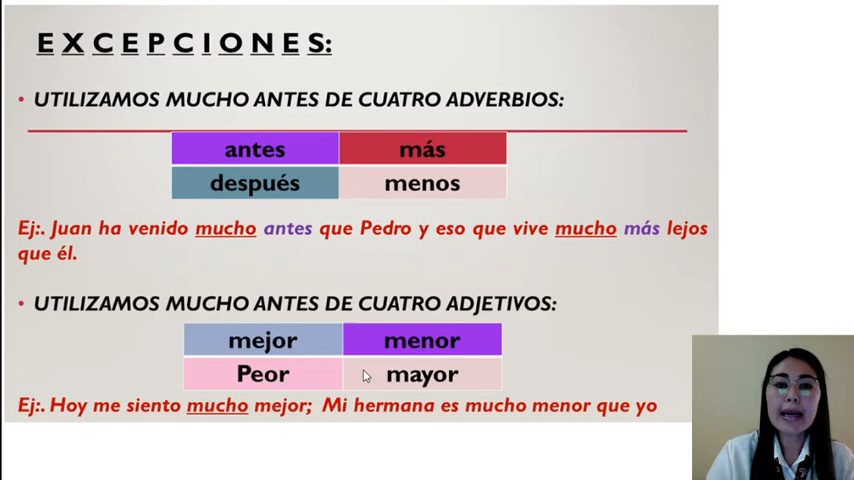 EXCEPCIONES:
• UTILIZAMOS MUCHO ANTES DE CUATRO ADVERBIOS:
antes más
después menos
Ej:. Juan ha venido mucho antes que Pedro y eso que vive mucho más lejos
que él.
• UTILIZAMOS MUCHO ANTES DE CUATRO ADJETIVOS:
mejor menor
Peor mayor
Ej:. Hoy me siento mucho mejor; Mi hermana es mucho menor que yo